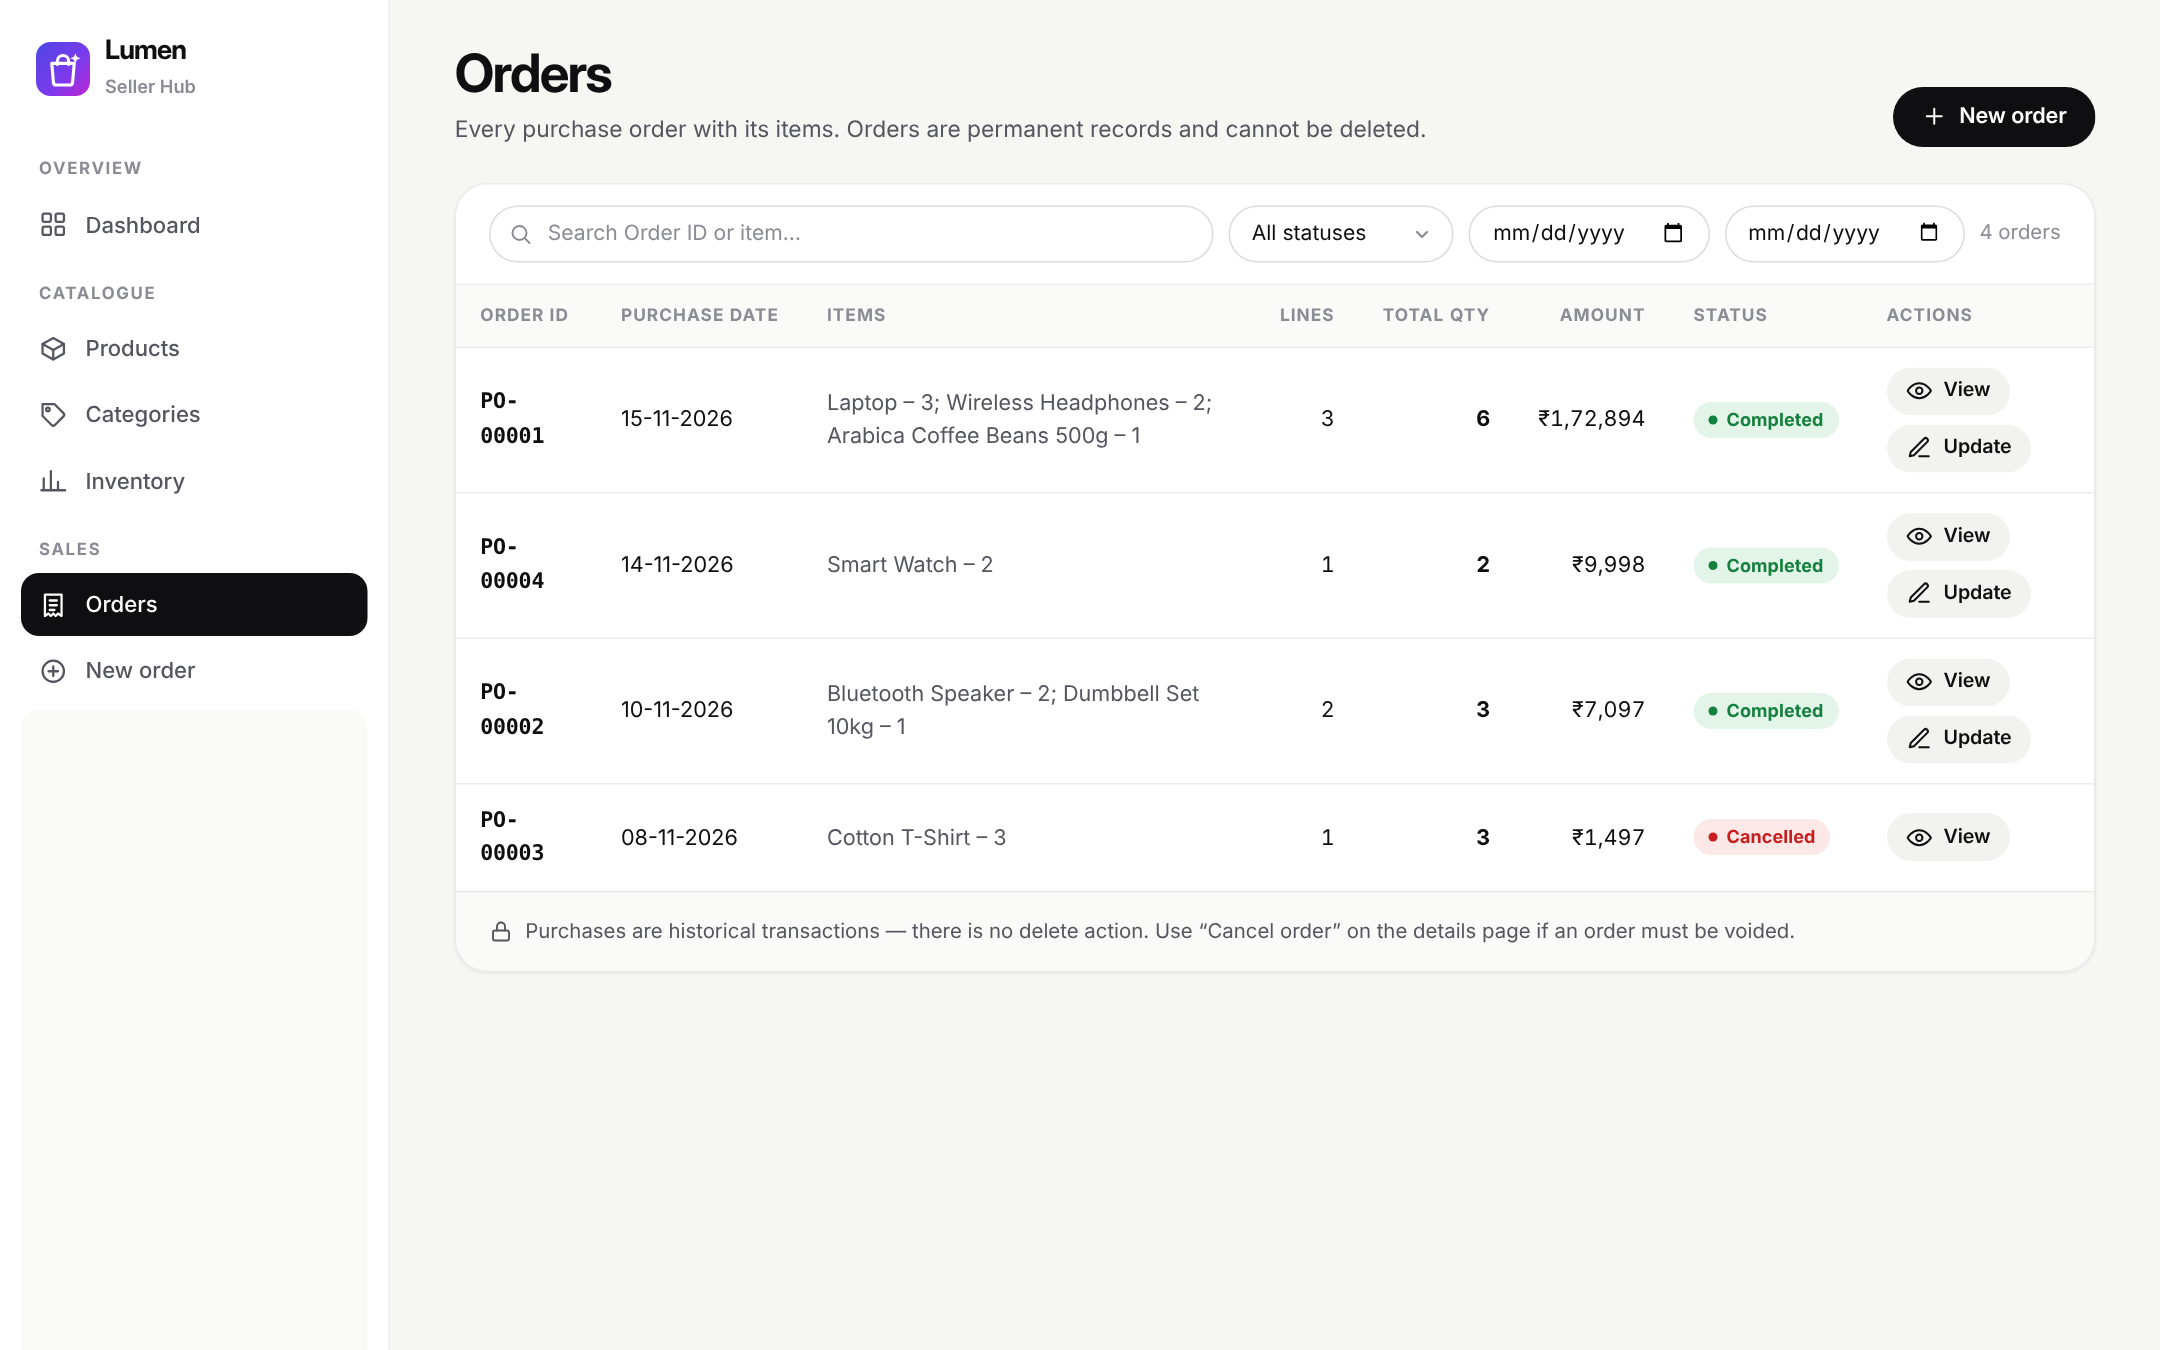 Lumen
Seller Hub
OVERVIEW
Dashboard
CATALOGUE
Products
Categories
Inventory
SALES
Orders
New order
Orders
Every purchase order with its items. Orders are permanent records and cannot be deleted.
New order
Search Order ID or item...
All statuses
mm/dd/yyyy
mm/dd/yyyy
4 orders
ORDER ID PURCHASE DATE ITEMS LINES TOTAL QTY AMOUNT STATUS ACTIONS
PO-
00001
15-11-2026
Laptop – 3; Wireless Headphones – 2;
Arabica Coffee Beans 500g – 1
3
6
₹1,72,894
Completed
View
Update
PO-
00004
14-11-2026
Smart Watch – 2
1
2
₹9,998
Completed
View
Update
PO-
00002
10-11-2026
Bluetooth Speaker – 2; Dumbbell Set
10kg – 1
2
3
₹7,097
Completed
View
Update
PO-
00003
08-11-2026
Cotton T-Shirt – 3
1
3
₹1,497
Cancelled
View
Purchases are historical transactions — there is no delete action. Use “Cancel order” on the details page if an order must be voided.